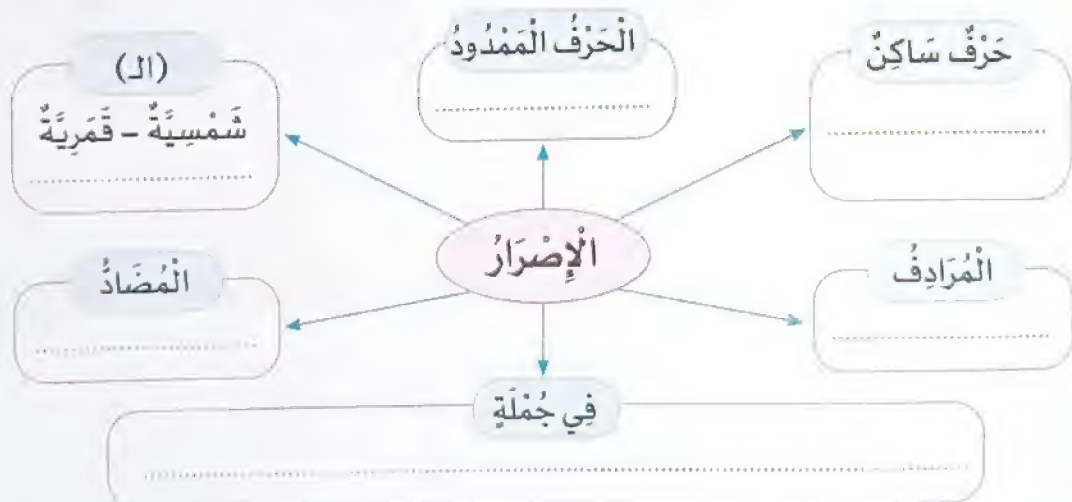 حَرْفٌ سَاكِنٌ
الْحَرْفُ الْمَمْدُودُ
(الـ)
شَمْسِيَّةٌ – قَمَرِيَّةٌ
الْإِصْرَارُ
الْمُرَادِفُ
الْمُضَادُّ
فِي جُمْلَةٍ